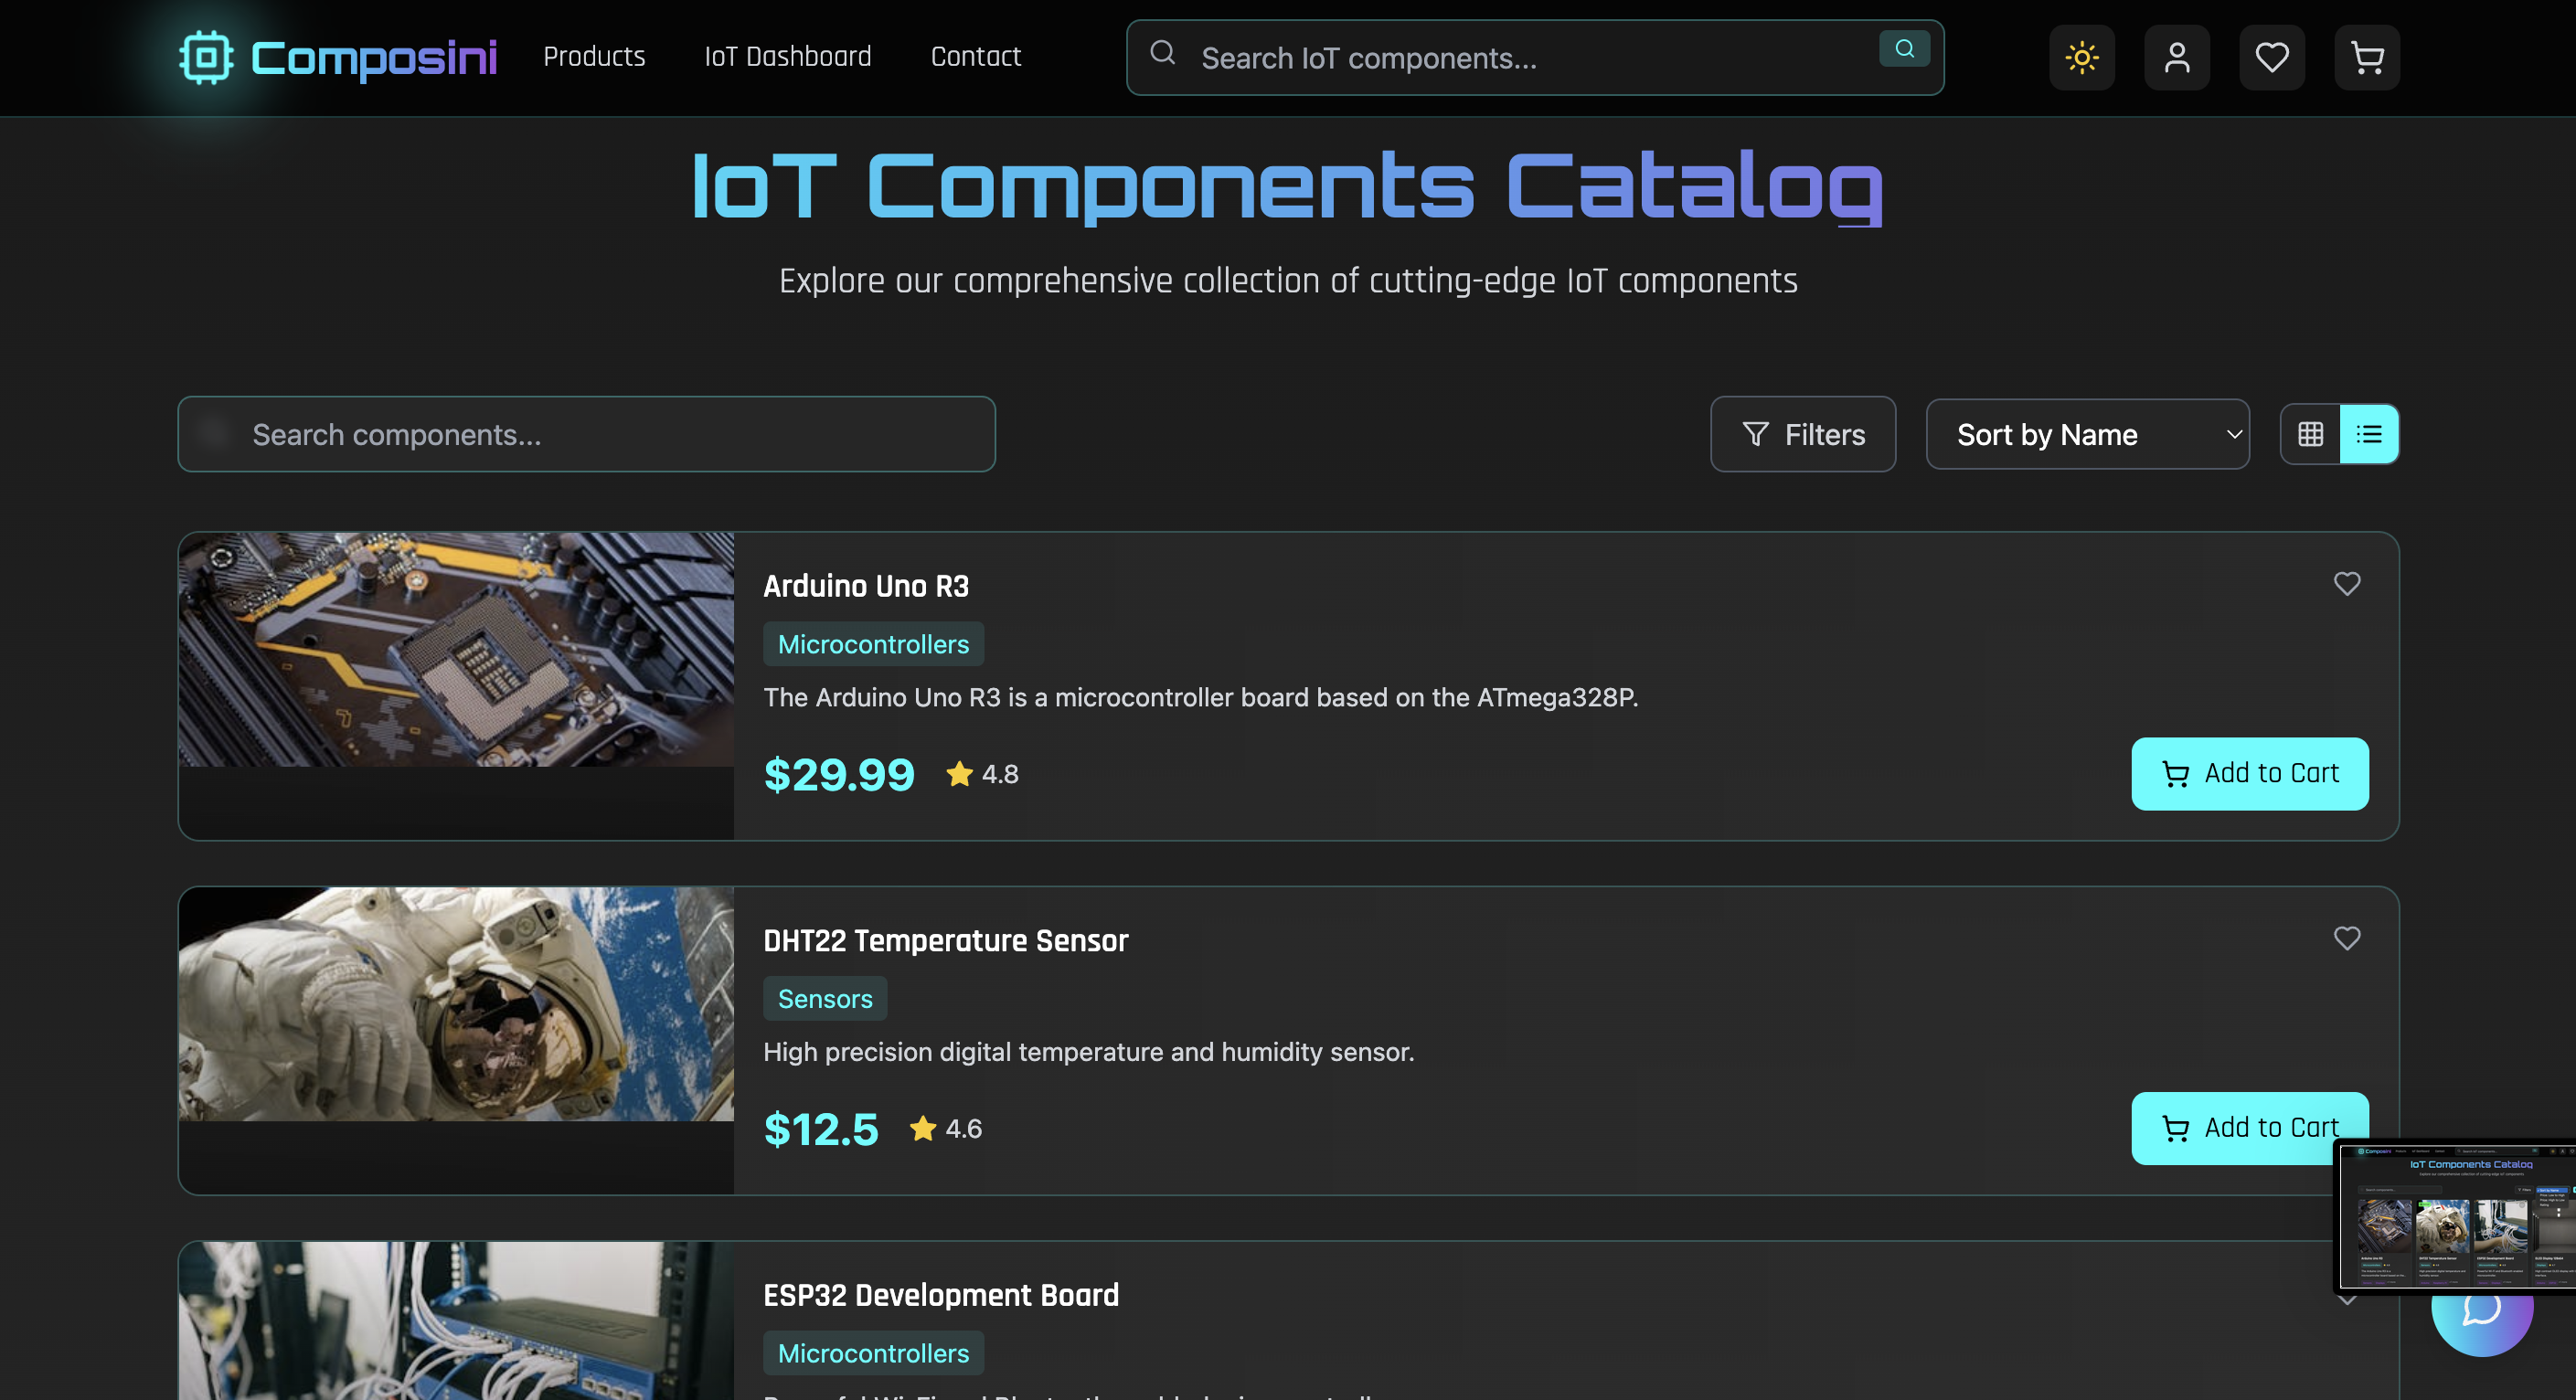 Composini
Products
IoT Dashboard
Contact
Search IoT components...
IoT Components Catalog
Explore our comprehensive collection of cutting-edge IoT components
Search components...
Filters
Sort by Name
Arduino Uno R3
Microcontrollers
The Arduino Uno R3 is a microcontroller board based on the ATmega328P.
$29.99
4.8
Add to Cart
DHT22 Temperature Sensor
Sensors
High precision digital temperature and humidity sensor.
$12.5
4.6
Add to Cart
IoT Components Catalog
ESP32 Development Board
Microcontrollers